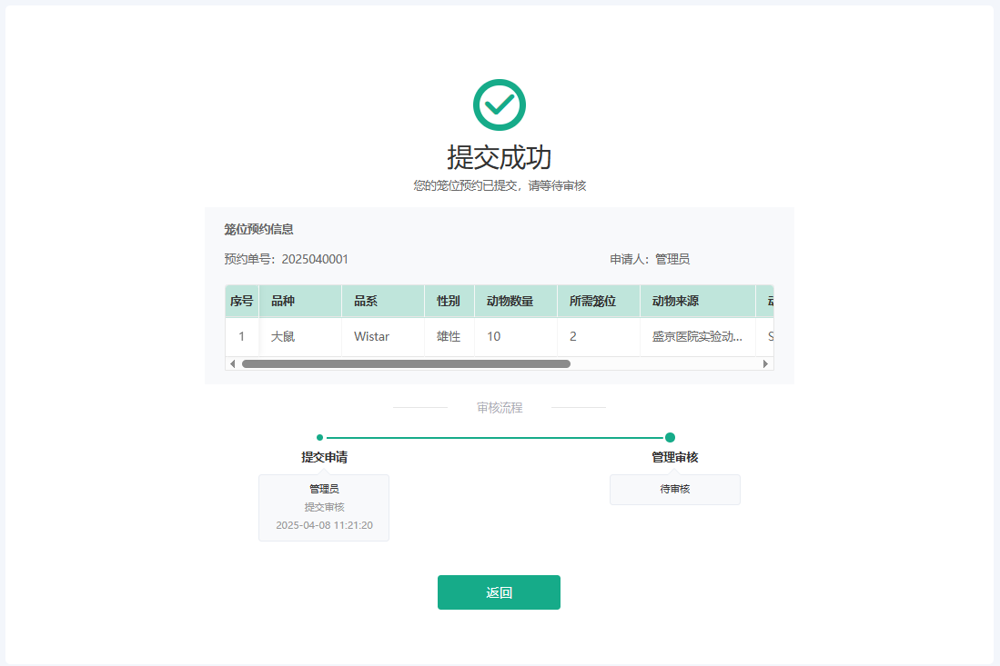 提交成功
您的笼位预约已提交，请等待审核
笼位预约信息
预约单号：2025040001 申请人：管理员
序号 品种 品系 性别 动物数量 所需笼位 动物来源
1 大鼠 Wistar 雄性 10 2 盛京医院实验动... S
审核流程
提交申请 管理审核
管理员 待审核
提交审核
2025-04-08 11:21:20
返回